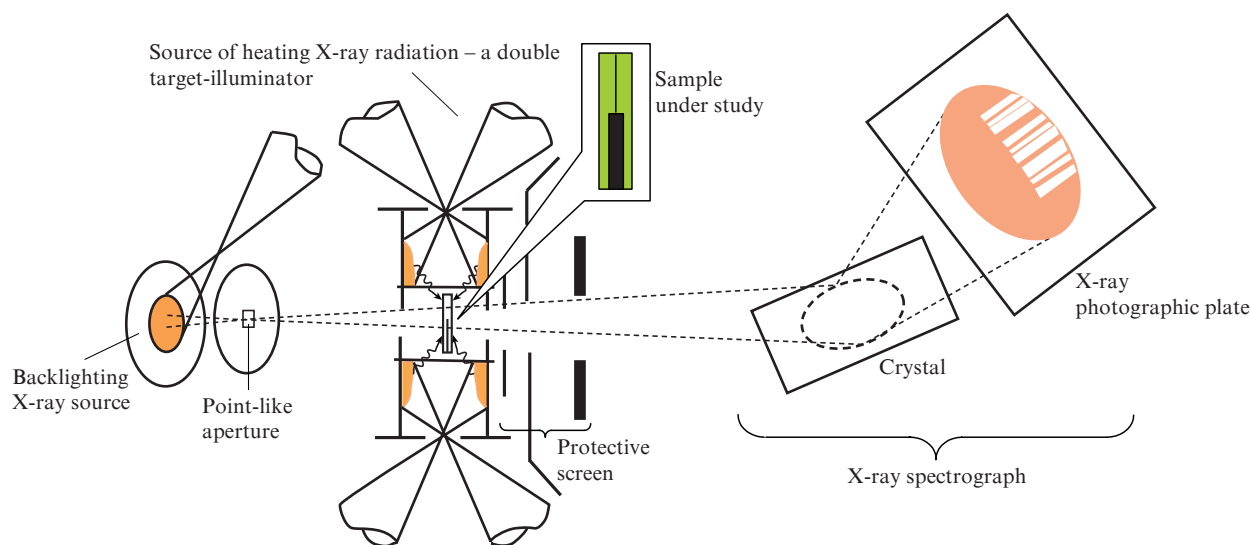 Source of heating X-ray radiation – a double
target-illuminator
Sample
under study
X-ray
photographic plate
Crystal
Backlighting
X-ray source
Point-like
aperture
Protective
screen
X-ray spectrograph